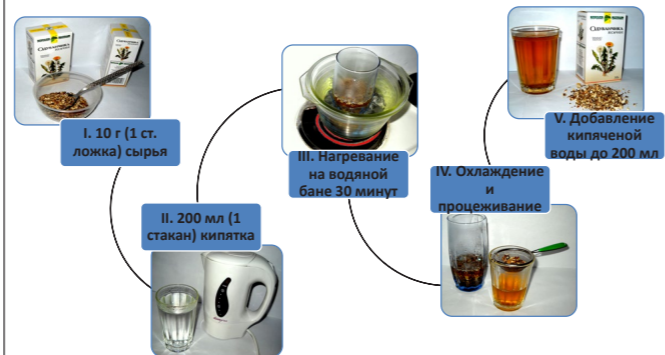 I. 10 г (1 ст.
ложка) сырья
II. 200 мл (1
стакан) кипятка
III. Нагревание
на водяной
бане 30 минут
IV. Охлаждение
и
процеживание
V. Добавление
кипяченой
воды до 200 мл